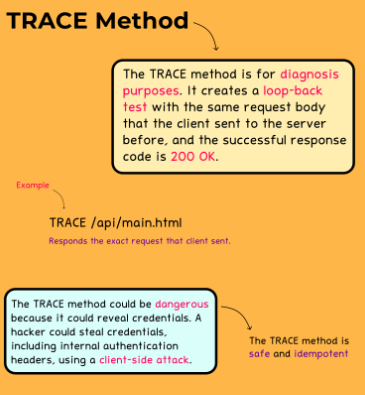 TRACE Method
The TRACE method is for diagnosis
purposes. It creates a loop-back
test with the same request body
that the client sent to the server
before, and the successful response
code is 200 OK.
Example
TRACE /api/main.html
Responds the exact request that client sent.
The TRACE method could be dangerous
because it could reveal credentials. A
hacker could steal credentials,
including internal authentication
headers, using a client-side attack.
The TRACE method is
safe and idempotent